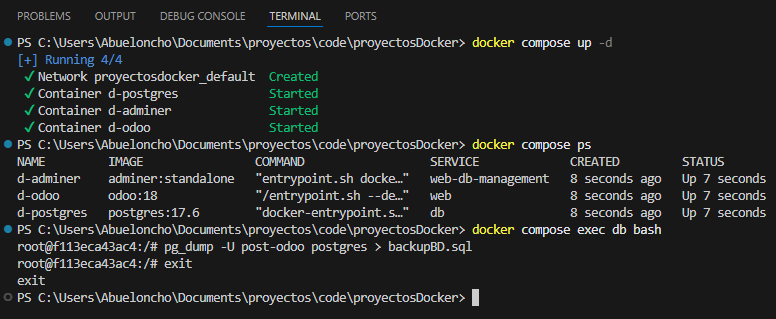 PROBLEMS OUTPUT DEBUG CONSOLE TERMINAL PORTS
PS C:\Users\Abueloncho\Documents\proyectos\code\proyectosDocker> docker compose up -d
[+] Running 4/4
✓ Network proyectosdocker_default Created
✓ Container d-postgres Started
✓ Container d-adminer Started
✓ Container d-odoo Started
PS C:\Users\Abueloncho\Documents\proyectos\code\proyectosDocker> docker compose ps
NAME IMAGE COMMAND SERVICE CREATED STATUS
d-adminer adminer:standalone "entrypoint.sh docke…" web-db-management 8 seconds ago Up 7 seconds
d-odoo odoo:18 "/entrypoint.sh --de…" web 8 seconds ago Up 7 seconds
d-postgres postgres:17.6 "docker-entrypoint.s…" db 8 seconds ago Up 7 seconds
PS C:\Users\Abueloncho\Documents\proyectos\code\proyectosDocker> docker compose exec db bash
root@f113eca43ac4:/# pg_dump -U post-odoo postgres > backupBD.sql
root@f113eca43ac4:/# exit
exit
PS C:\Users\Abueloncho\Documents\proyectos\code\proyectosDocker>